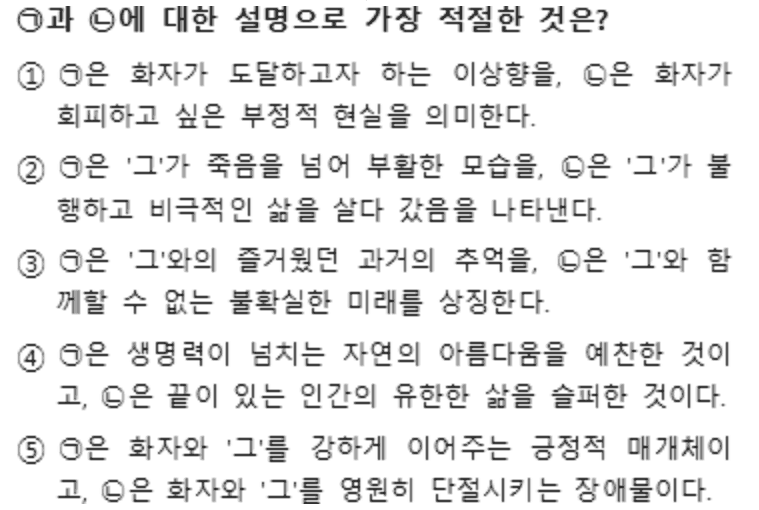 ㉠과 ㉡에 대한 설명으로 가장 적절한 것은?
① ㉠은 화자가 도달하고자 하는 이상향을, ㉡은 화자가
회피하고 싶은 부정적 현실을 의미한다.
② ㉠은 '그'가 죽음을 넘어 부활한 모습을, ㉡은 '그'가 불
행하고 비극적인 삶을 살다 갔음을 나타낸다.
③ ㉠은 '그'와의 즐거웠던 과거의 추억을, ㉡은 '그'와 함
께할 수 없는 불확실한 미래를 상징한다.
④ ㉠은 생명력이 넘치는 자연의 아름다움을 예찬한 것이
고, ㉡은 끝이 있는 인간의 유한한 삶을 슬퍼한 것이다.
⑤ ㉠은 화자와 '그'를 강하게 이어주는 긍정적 매개체이
고, ㉡은 화자와 '그'를 영원히 단절시키는 장애물이다.